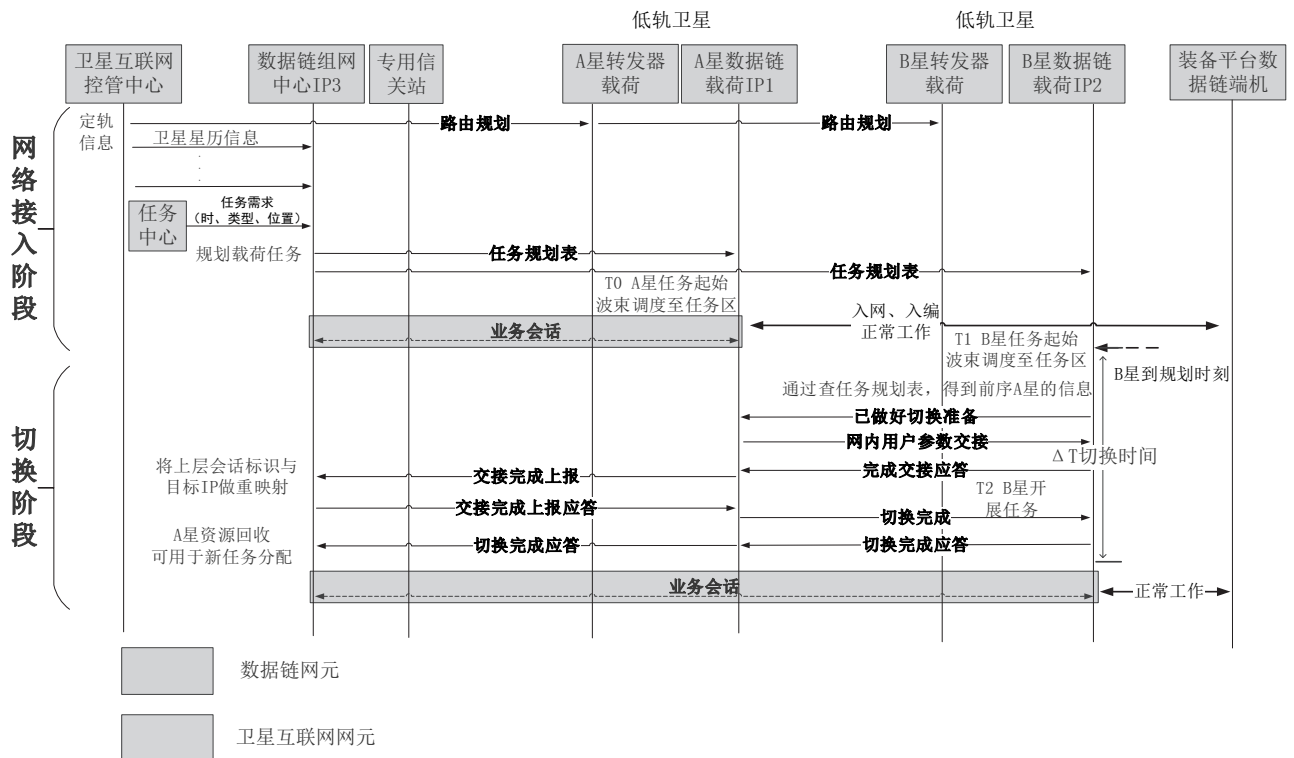 低轨卫星
低轨卫星
卫星互联网
控管中心
数据链组网
中心IP3
专用信
关站
A星转发器
载荷
A星数据链
载荷IP1
B星转发器
载荷
B星数据链
载荷IP2
装备平台数
据链端机
网络接入阶段
定轨
信息
路由规划
路由规划
卫星星历信息
任务
中心
任务需求
(时、类型、位置)
规划载荷任务
任务规划表
任务规划表
T0 A星任务起始
波束调度至任务区
业务会话
入网、入编
正常工作
T1 B星任务起始
波束调度至任务区
B星到规划时刻
切换阶段
通过查任务规划表，得到前序A星的信息
已做好切换准备
网内用户参数交接
ΔT切换时间
将上层会话标识与
目标IP做重映射
交接完成上报
完成交接应答
T2 B星开
展任务
交接完成上报应答
切换完成
A星资源回收
可用于新任务分配
切换完成应答
切换完成应答
业务会话
正常工作
数据链网元
卫星互联网网元